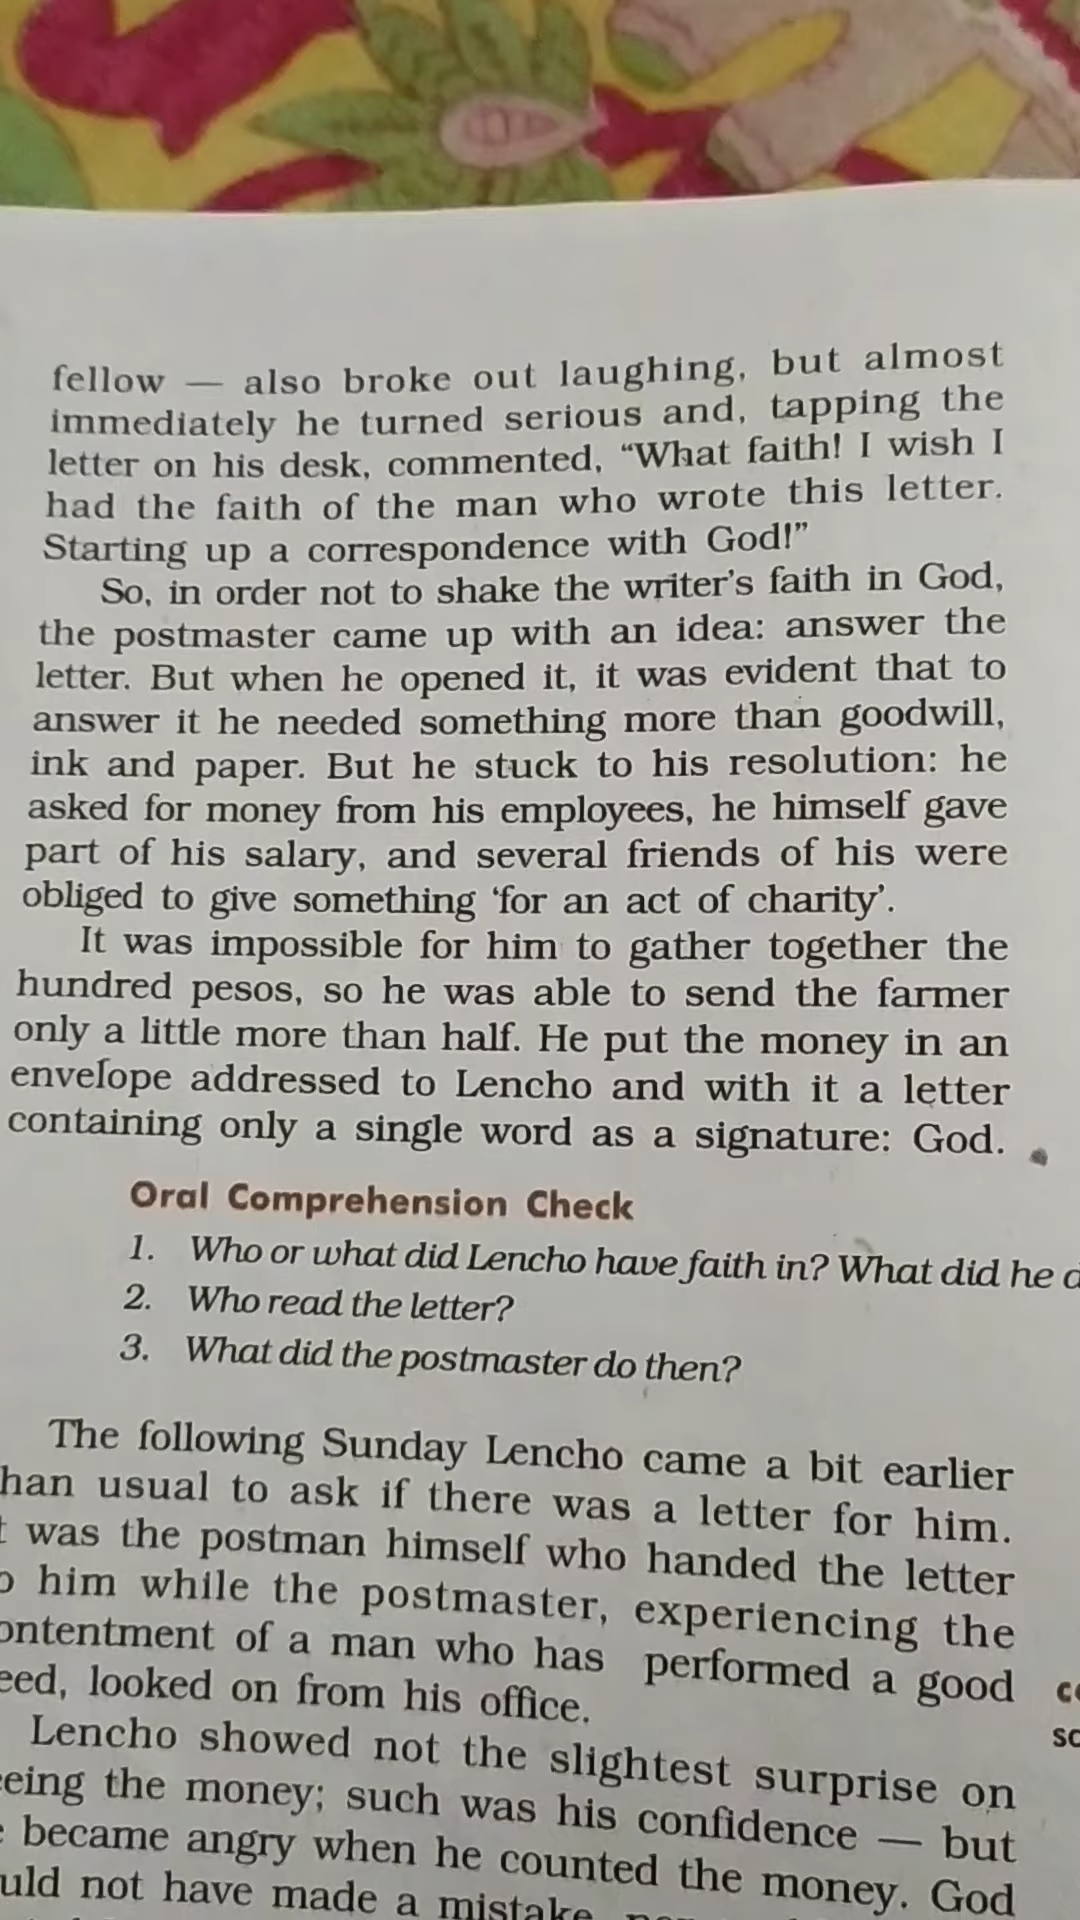 fellow — also broke out laughing, but almost
immediately he turned serious and, tapping the
letter on his desk, commented, “What faith! I wish I
had the faith of the man who wrote this letter.
Starting up a correspondence with God!”
So, in order not to shake the writer’s faith in God,
the postmaster came up with an idea: answer the
letter. But when he opened it, it was evident that to
answer it he needed something more than goodwill,
ink and paper. But he stuck to his resolution: he
asked for money from his employees, he himself gave
part of his salary, and several friends of his were
obliged to give something ‘for an act of charity’.
It was impossible for him to gather together the
hundred pesos, so he was able to send the farmer
only a little more than half. He put the money in an
envelope addressed to Lencho and with it a letter
containing only a single word as a signature: God.
Oral Comprehension Check
1. Who or what did Lencho have faith in? What did he
2. Who read the letter?
3. What did the postmaster do then?
The following Sunday Lencho came a bit earlier
han usual to ask if there was a letter for him.
t was the postman himself who handed the letter
o him while the postmaster, experiencing the
ontentment of a man who has performed a good
eed, looked on from his office.
Lencho showed not the slightest surprise on
eeing the money; such was his confidence — but
became angry when he counted the money. God
uld not have made a mistake,